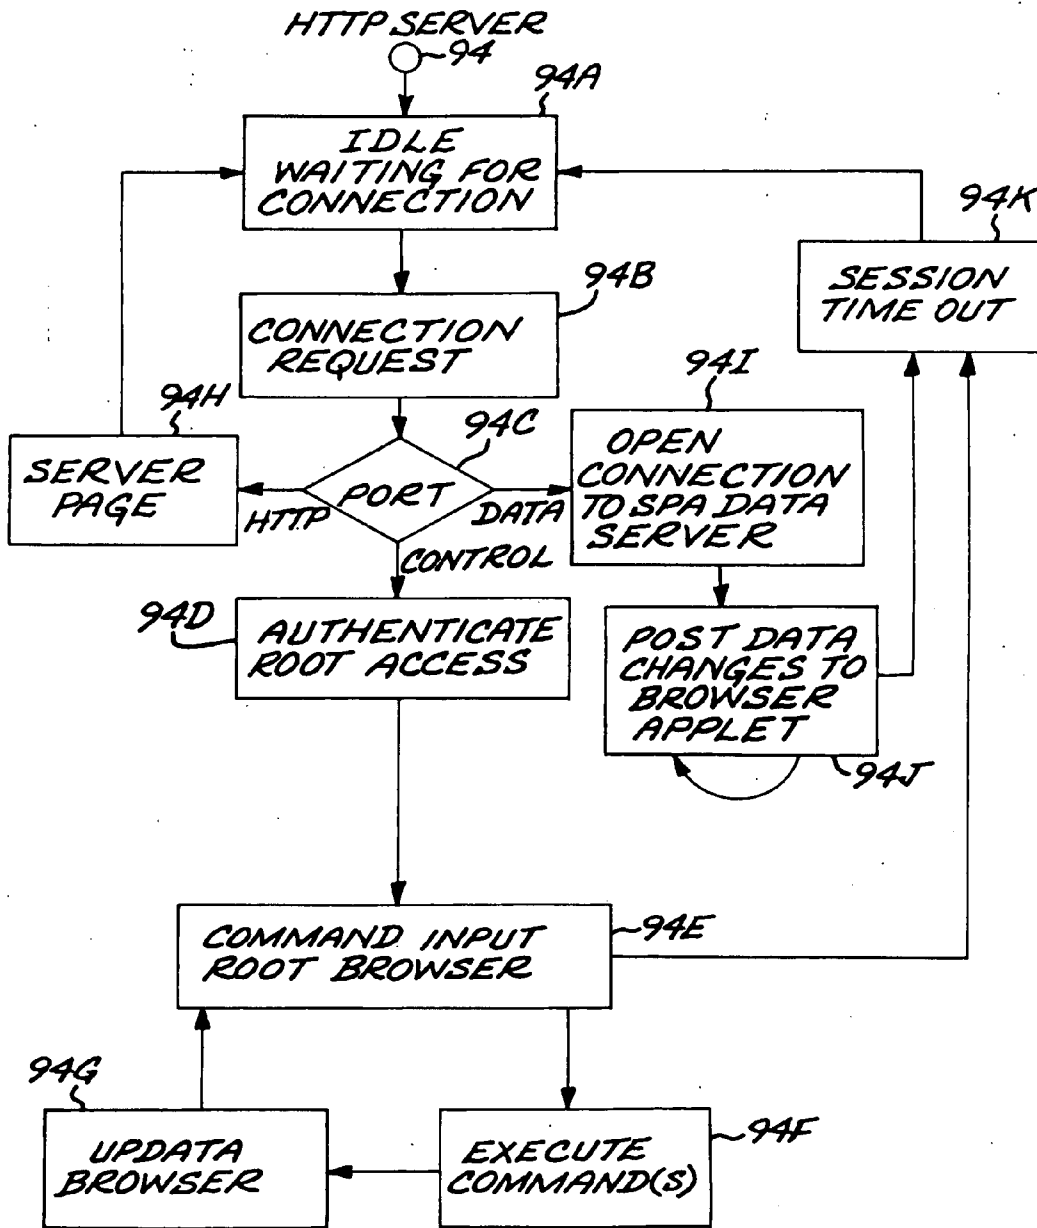 HTTP SERVER
94
94A
IDLE
WAITING FOR
CONNECTION
94K
SESSION
TIME OUT
94B
CONNECTION
REQUEST
94H
SERVER
PAGE
94C
PORT
HTTP
DATA
CONTROL
94I
OPEN
CONNECTION
TO SPA DATA
SERVER
94D
AUTHENTICATE
ROOT ACCESS
POST DATA
CHANGES TO
BROWSER
APPLET
94J
COMMAND INPUT
ROOT BROWSER
94E
94G
UPDATA
BROWSER
EXECUTE
COMMAND(S)
94F